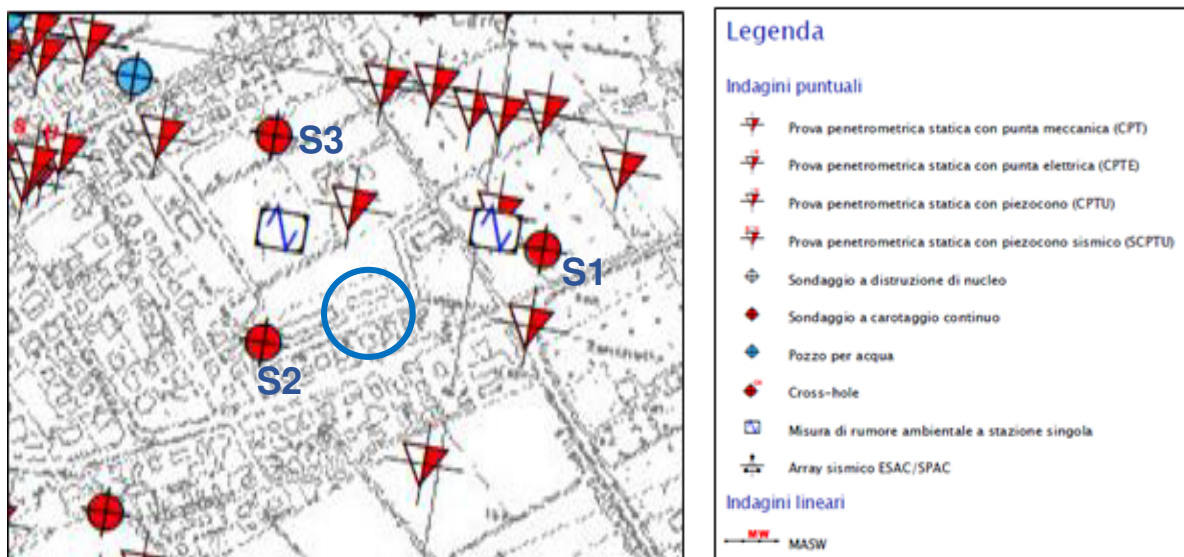 S3
S1
S2
Legenda
Indagini puntuali
Prova penetrometrica statica con punta meccanica (CPT)
Prova penetrometrica statica con punta elettrica (CPTE)
Prova penetrometrica statica con piezocono (CPTU)
Prova penetrometrica statica con piezocono sismico (SCPTU)
Sondaggio a distruzione di nucleo
Sondaggio a carotaggio continuo
Pozzo per acqua
Cross-hole
Misura di rumore ambientale a stazione singola
Array sismico ESAC/SPAC
Indagini lineari
MW MASW